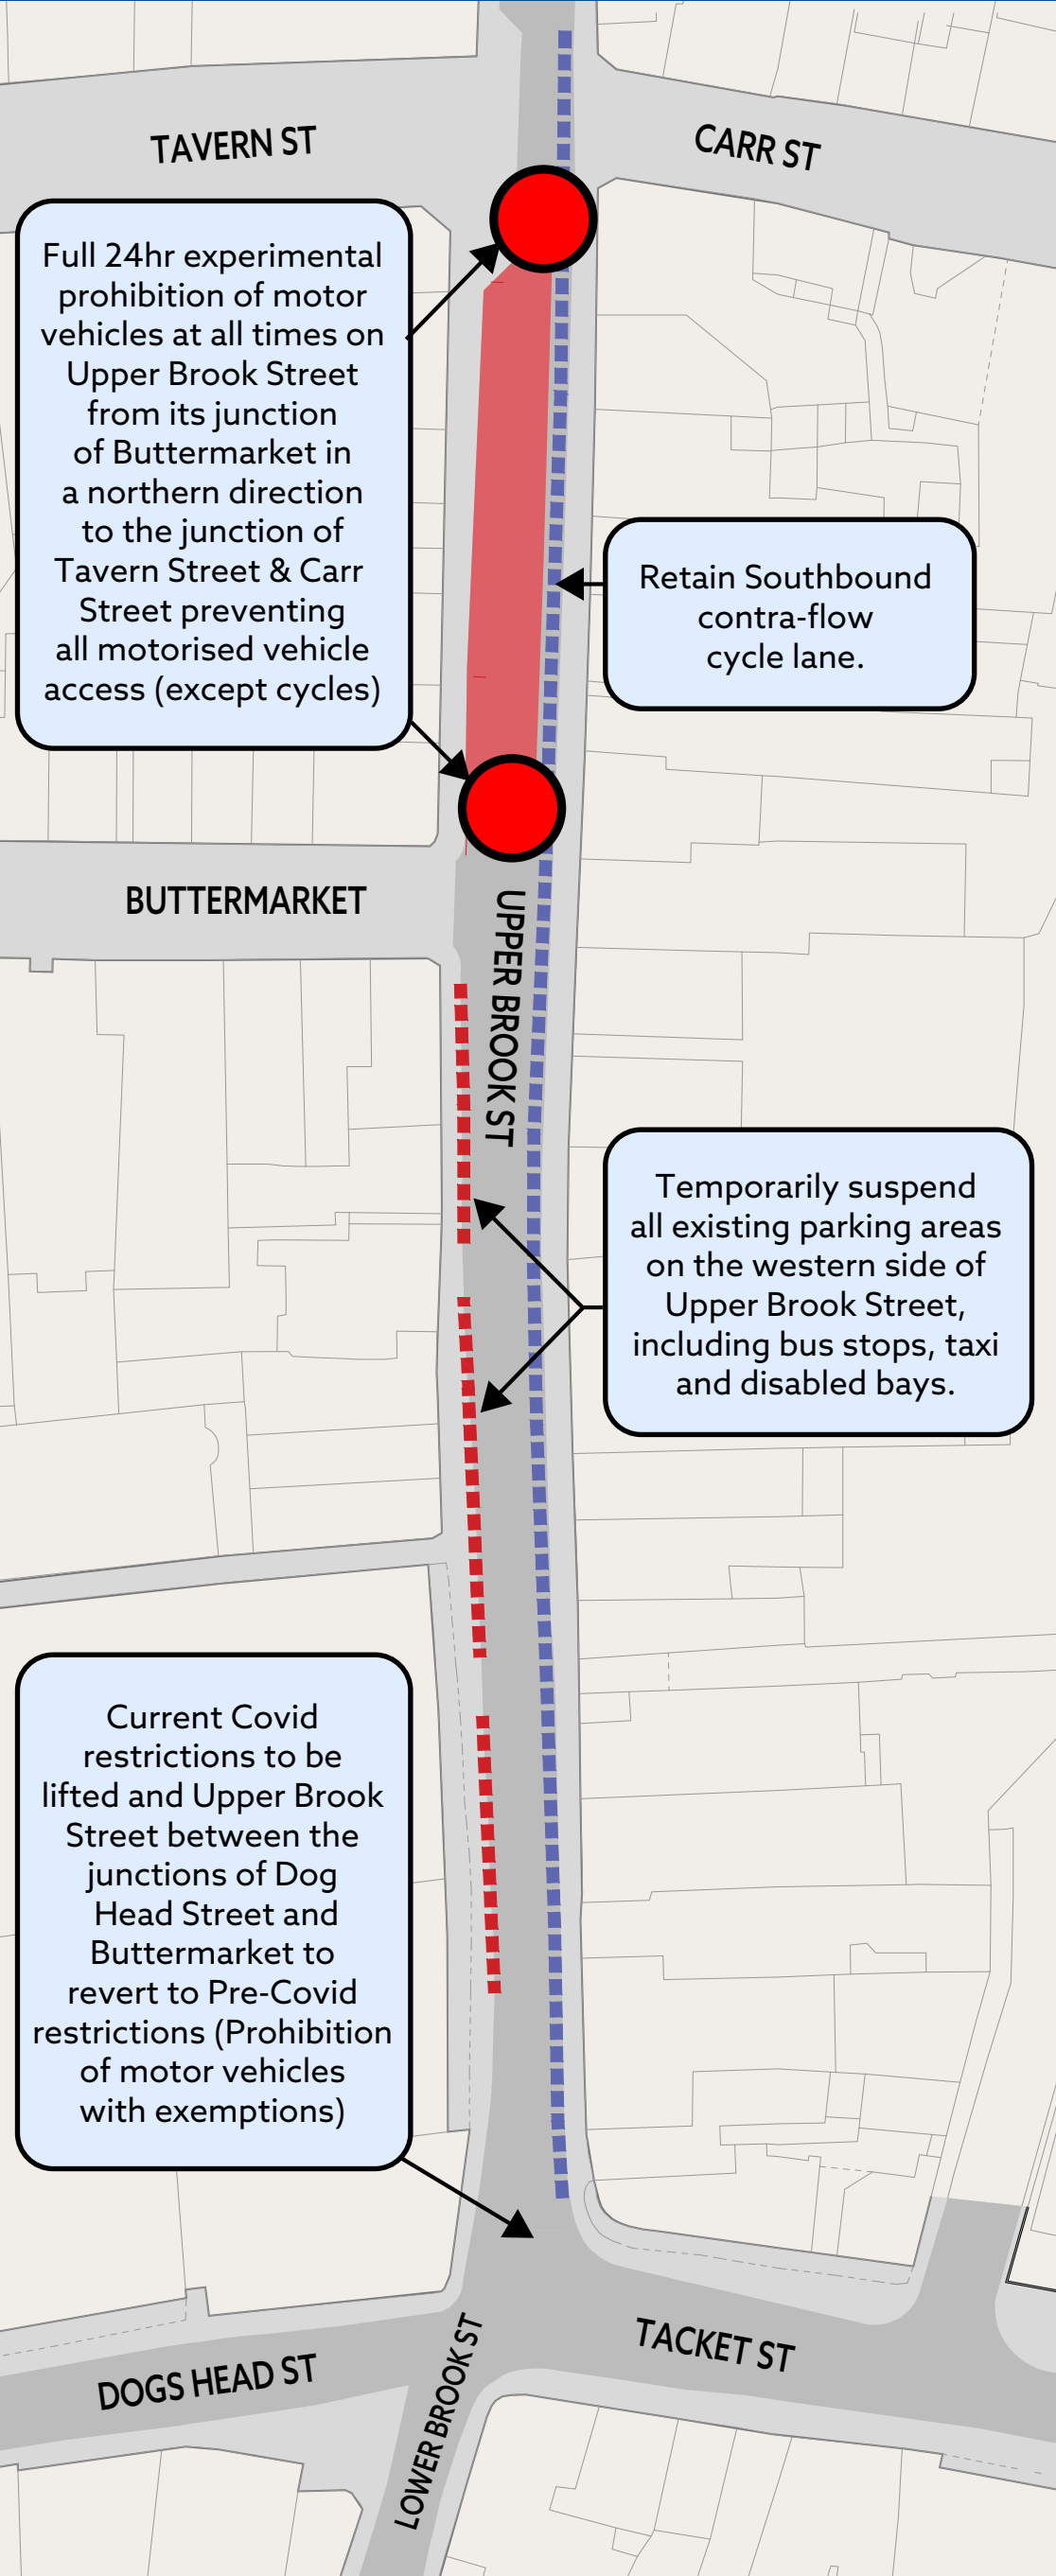 TAVERN ST
CARR ST
Full 24hr experimental
prohibition of motor
vehicles at all times on
Upper Brook Street
from its junction
of Buttermarket in
a northern direction
to the junction of
Tavern Street & Carr
Street preventing
all motorised vehicle
access (except cycles)
Retain Southbound
contra-flow
cycle lane.
BUTTERMARKET
UPPER BROOK ST
Temporarily suspend
all existing parking areas
on the western side of
Upper Brook Street,
including bus stops, taxi
and disabled bays.
Current Covid
restrictions to be
lifted and Upper Brook
Street between the
junctions of Dog
Head Street and
Buttermarket to
revert to Pre-Covid
restrictions (Prohibition
of motor vehicles
with exemptions)
DOGS HEAD ST
LOWER BROOK ST
TACKET ST